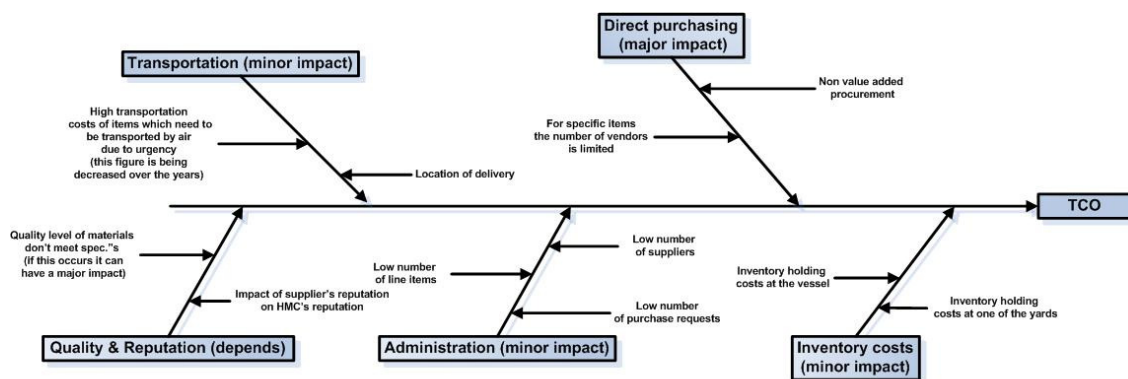 Direct purchasing
(major impact)
Transportation (minor impact)
Non value added
procurement
High transportation
costs of items which need to
be transported by air
due to urgency
(this figure is being
decreased over the years)
For specific items
the number of vendors
is limited
Location of delivery
TCO
Quality level of materials
don't meet spec."s
(if this occurs it can
have a major impact)
Impact of supplier's reputation
on HMC's reputation
Low number
of suppliers
Low number
of line items
Low number
of purchase requests
Inventory holding
costs at the vessel
Inventory holding
costs at one of the yards
Quality & Reputation (depends)
Administration (minor impact)
Inventory costs
(minor impact)